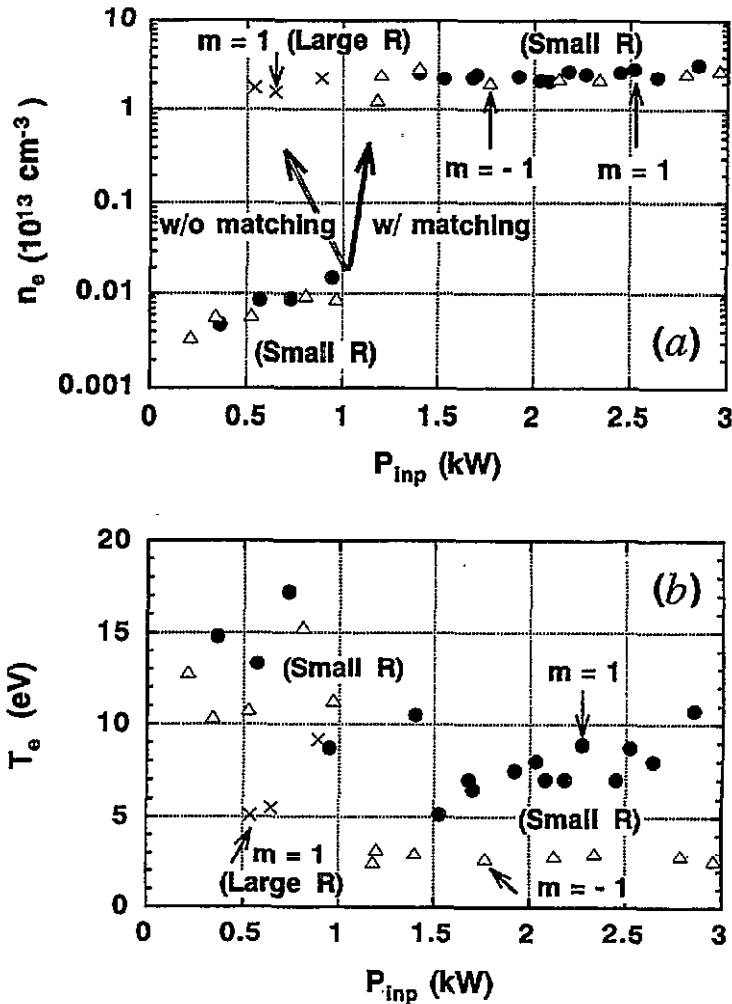 m = 1 (Large R)
(Small R)
m = - 1
m = 1
w/o matching
w/ matching
(Small R)
(a)
10
1
0.1
0.01
0.001
n_e (10^13 cm^-3)
0 0.5 1 1.5 2 2.5 3
P_inp (kW)
(b)
(Small R)
m = 1
(Small R)
m = 1
(Large R)
m = - 1
20
15
10
5
0
T_e (eV)
0 0.5 1 1.5 2 2.5 3
P_inp (kW)